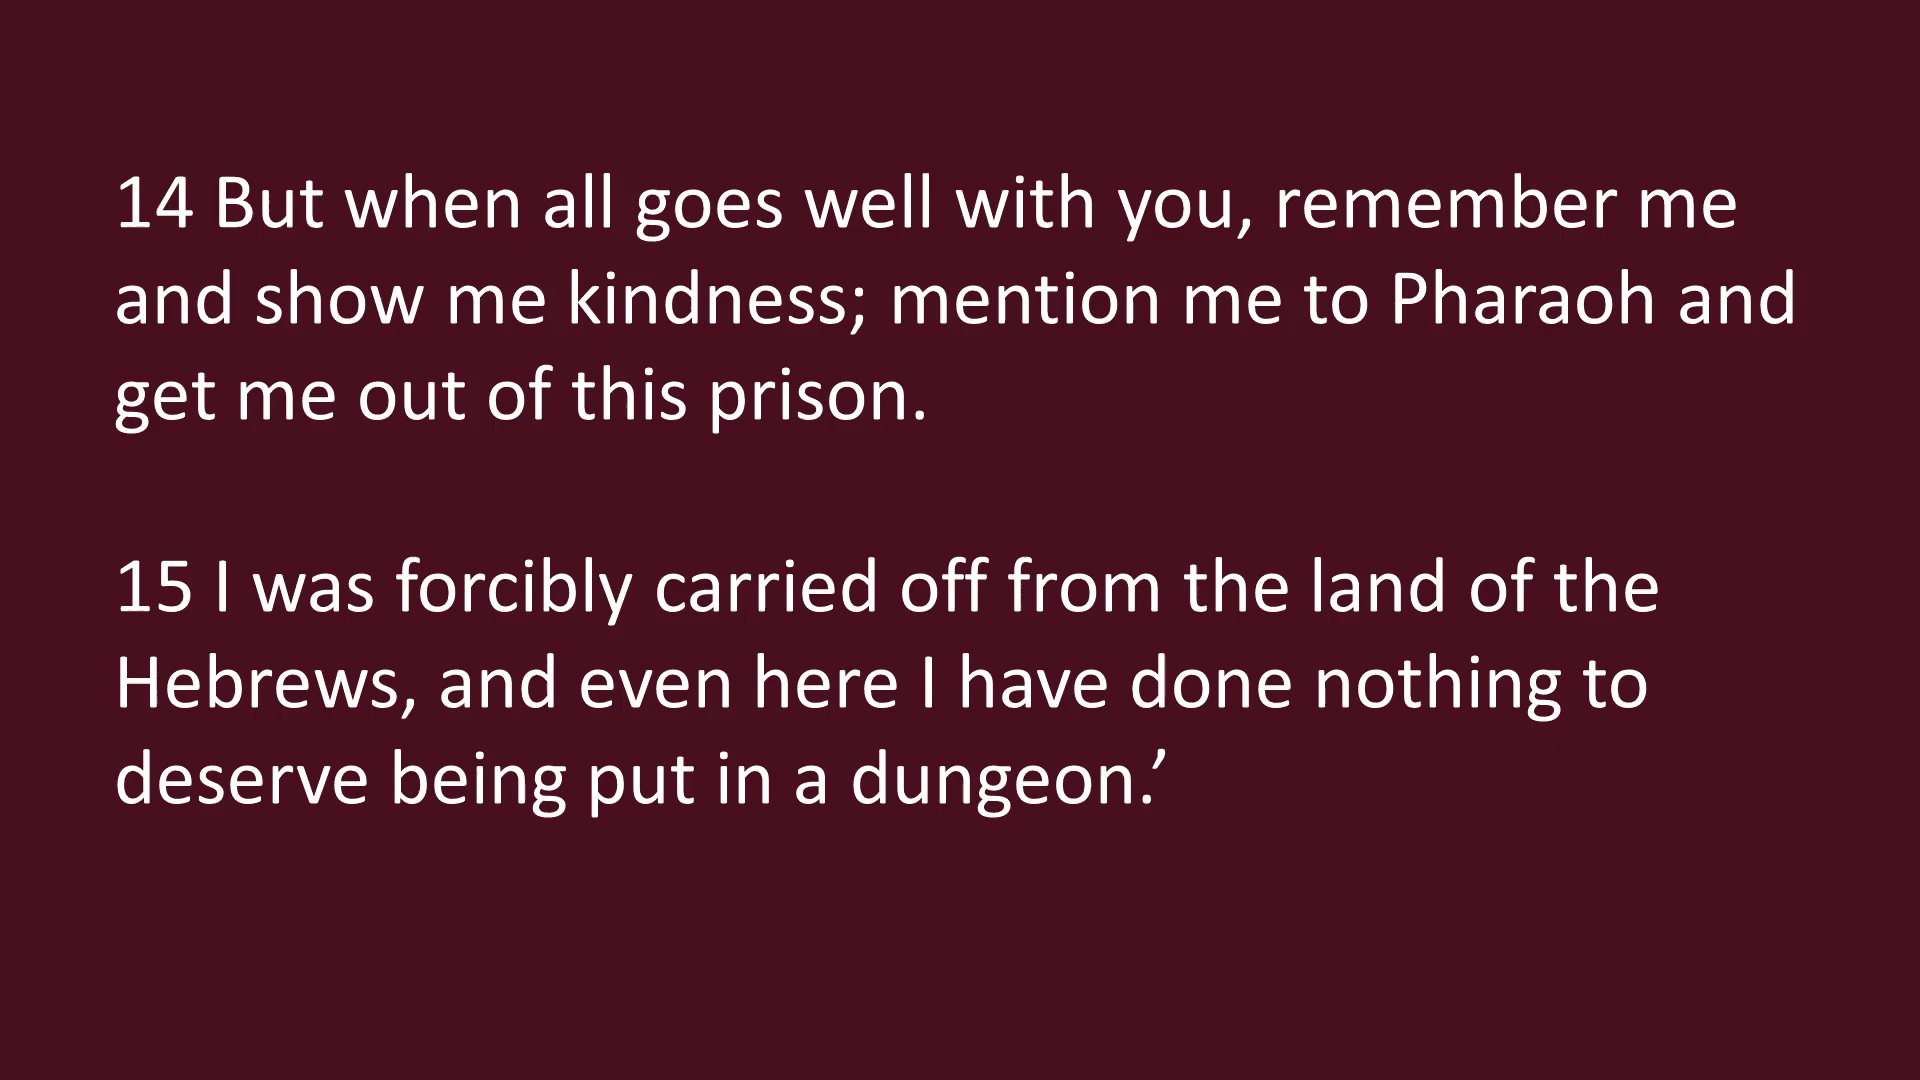 14 But when all goes well with you, remember me
and show me kindness; mention me to Pharaoh and
get me out of this prison.
15 I was forcibly carried off from the land of the
Hebrews, and even here I have done nothing to
deserve being put in a dungeon.’